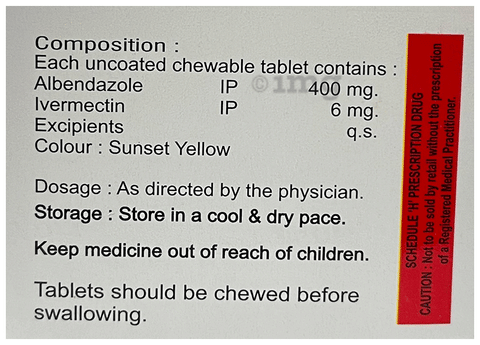 Composition :
Each uncoated chewable tablet contains :
Albendazole IP 400 mg.
Ivermectin IP 6 mg.
Excipients q.s.
Colour : Sunset Yellow
Dosage : As directed by the physician.
Storage : Store in a cool & dry pace.
Keep medicine out of reach of children.
Tablets should be chewed before
swallowing.
SCHEDULE 'H' PRESCRIPTION DRUG
CAUTION : Not to be sold by retail without the prescription
of a Registered Medical Practitioner.
©1mg